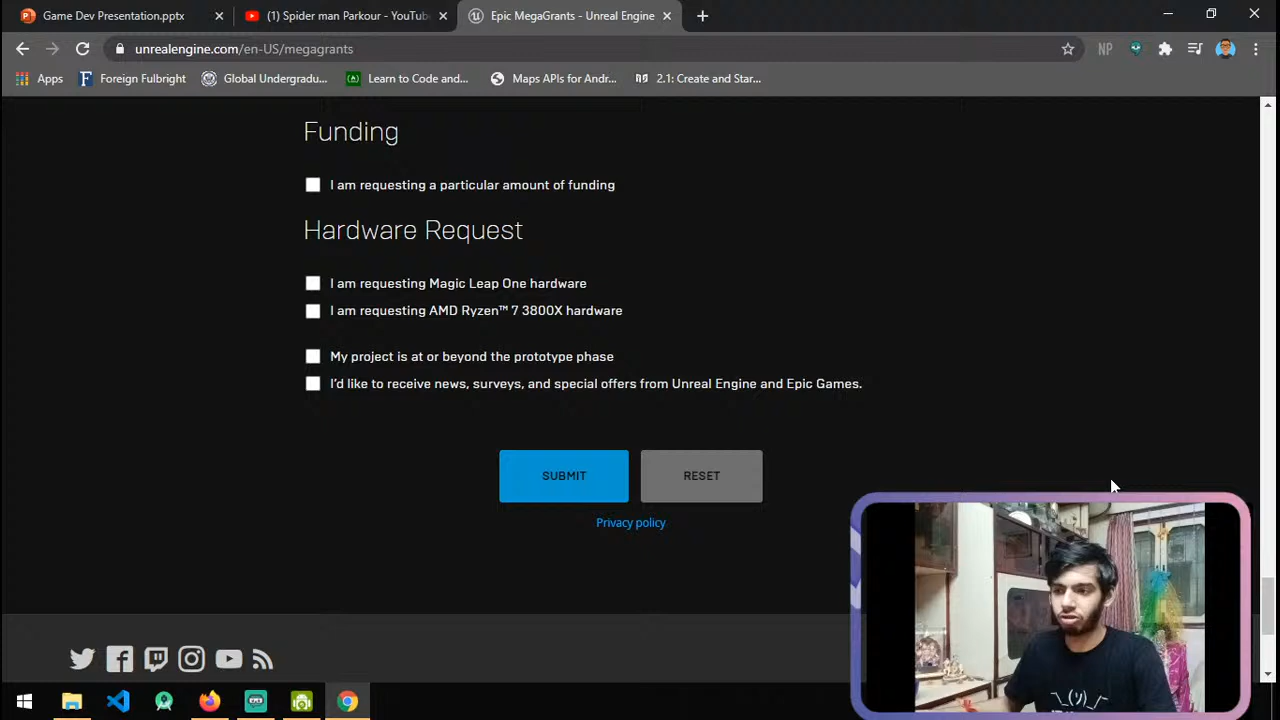 Game Dev Presentation.pptx
(1) Spider man Parkour - YouTube
Epic MegaGrants - Unreal Engine
unrealengine.com/en-US/megagrants
NP
Apps
Foreign Fulbright
Global Undergradu...
Learn to Code and...
Maps APIs for Andr...
2.1: Create and Star...
Funding
I am requesting a particular amount of funding
Hardware Request
I am requesting Magic Leap One hardware
I am requesting AMD Ryzen™ 7 3800X hardware
My project is at or beyond the prototype phase
I'd like to receive news, surveys, and special offers from Unreal Engine and Epic Games.
SUBMIT
RESET
Privacy policy
¯\_(ツ)_/¯